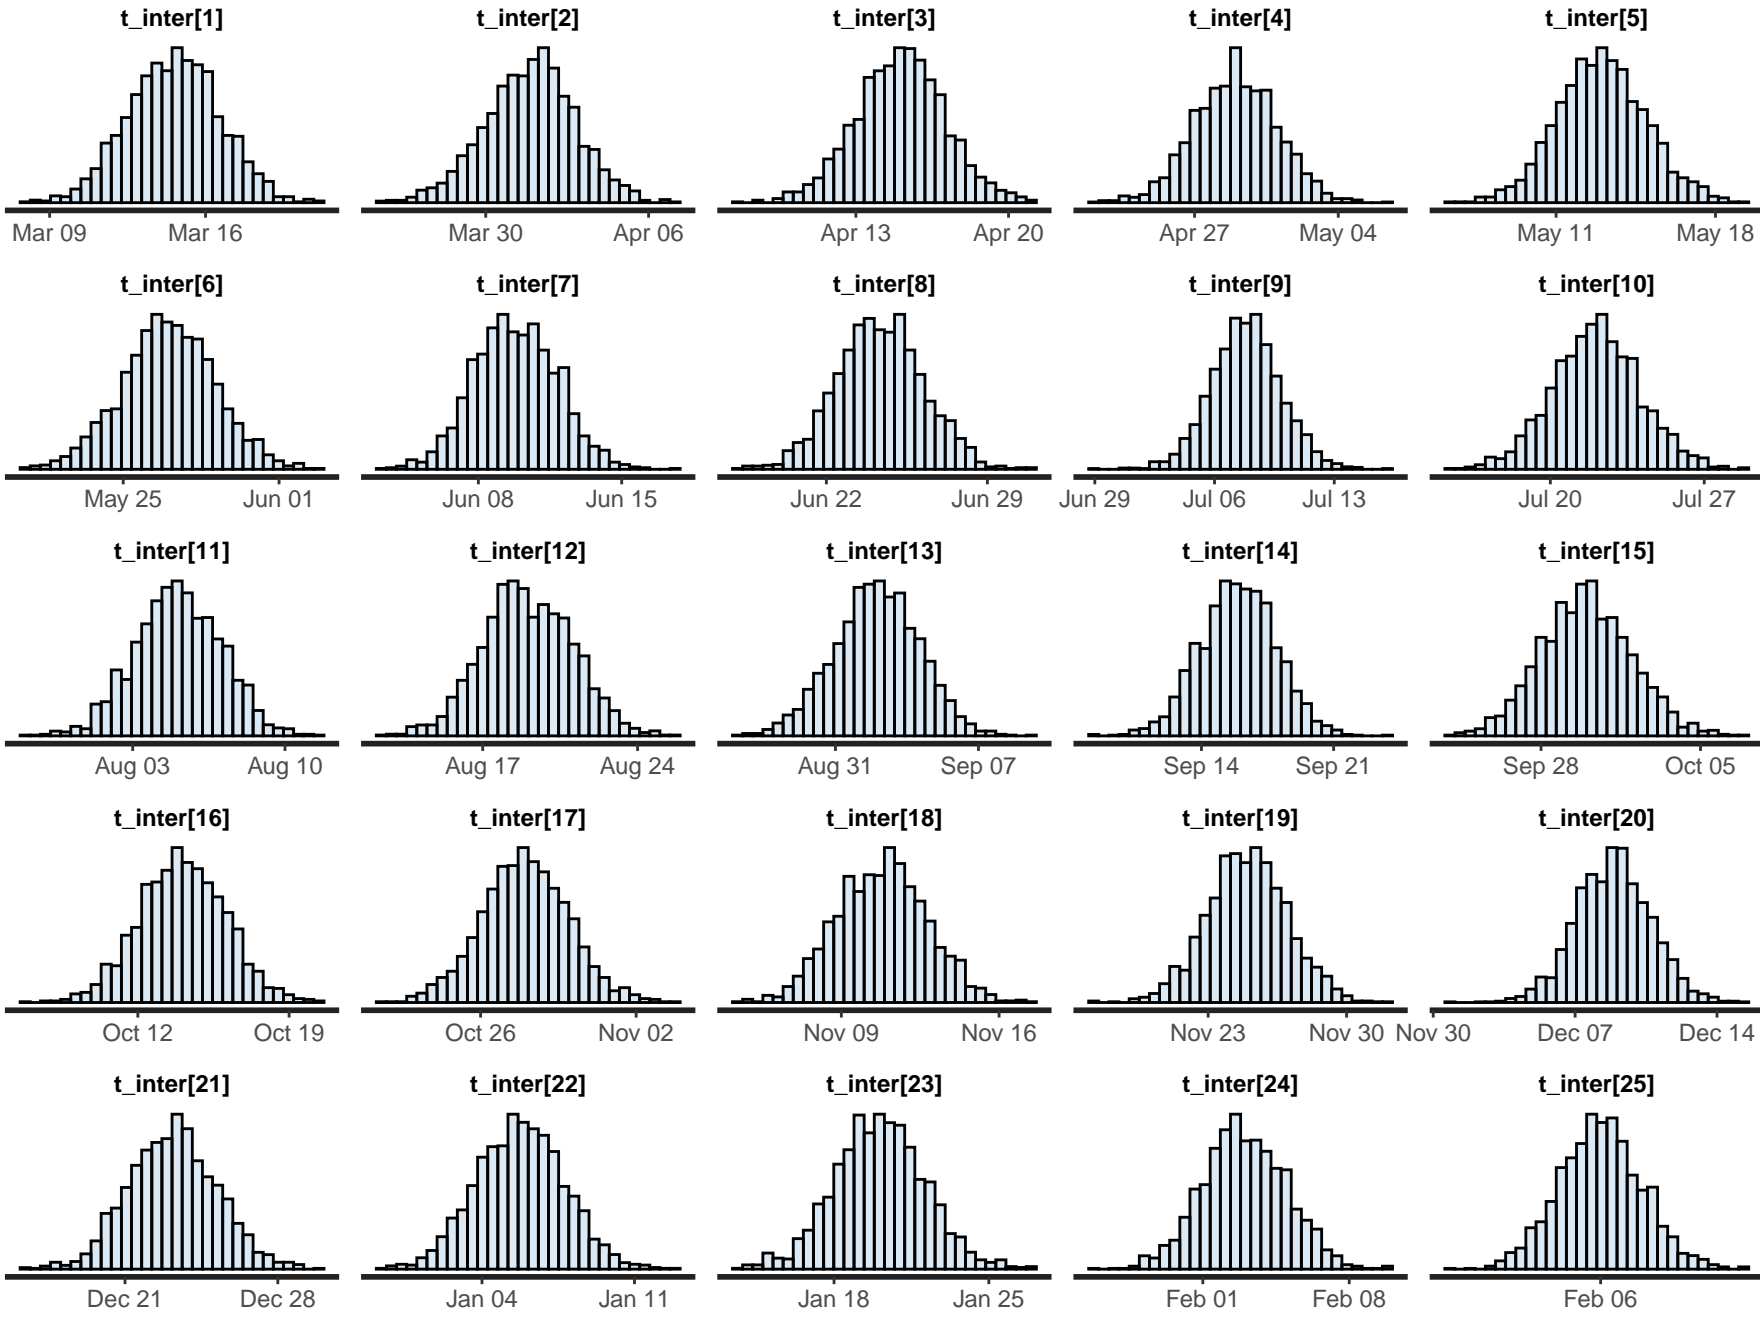 t_inter[1] t_inter[2] t_inter[3] t_inter[4] t_inter[5]
Mar 09 Mar 16 Mar 30 Apr 06 Apr 13 Apr 20 Apr 27 May 04 May 11 May 18
t_inter[6] t_inter[7] t_inter[8] t_inter[9] t_inter[10]
May 25 Jun 01 Jun 08 Jun 15 Jun 22 Jun 29 Jun 29 Jul 06 Jul 13 Jul 20 Jul 27
t_inter[11] t_inter[12] t_inter[13] t_inter[14] t_inter[15]
Aug 03 Aug 10 Aug 17 Aug 24 Aug 31 Sep 07 Sep 14 Sep 21 Sep 28 Oct 05
t_inter[16] t_inter[17] t_inter[18] t_inter[19] t_inter[20]
Oct 12 Oct 19 Oct 26 Nov 02 Nov 09 Nov 16 Nov 23 Nov 30 Nov 30 Dec 07 Dec 14
t_inter[21] t_inter[22] t_inter[23] t_inter[24] t_inter[25]
Dec 21 Dec 28 Jan 04 Jan 11 Jan 18 Jan 25 Feb 01 Feb 08 Feb 06